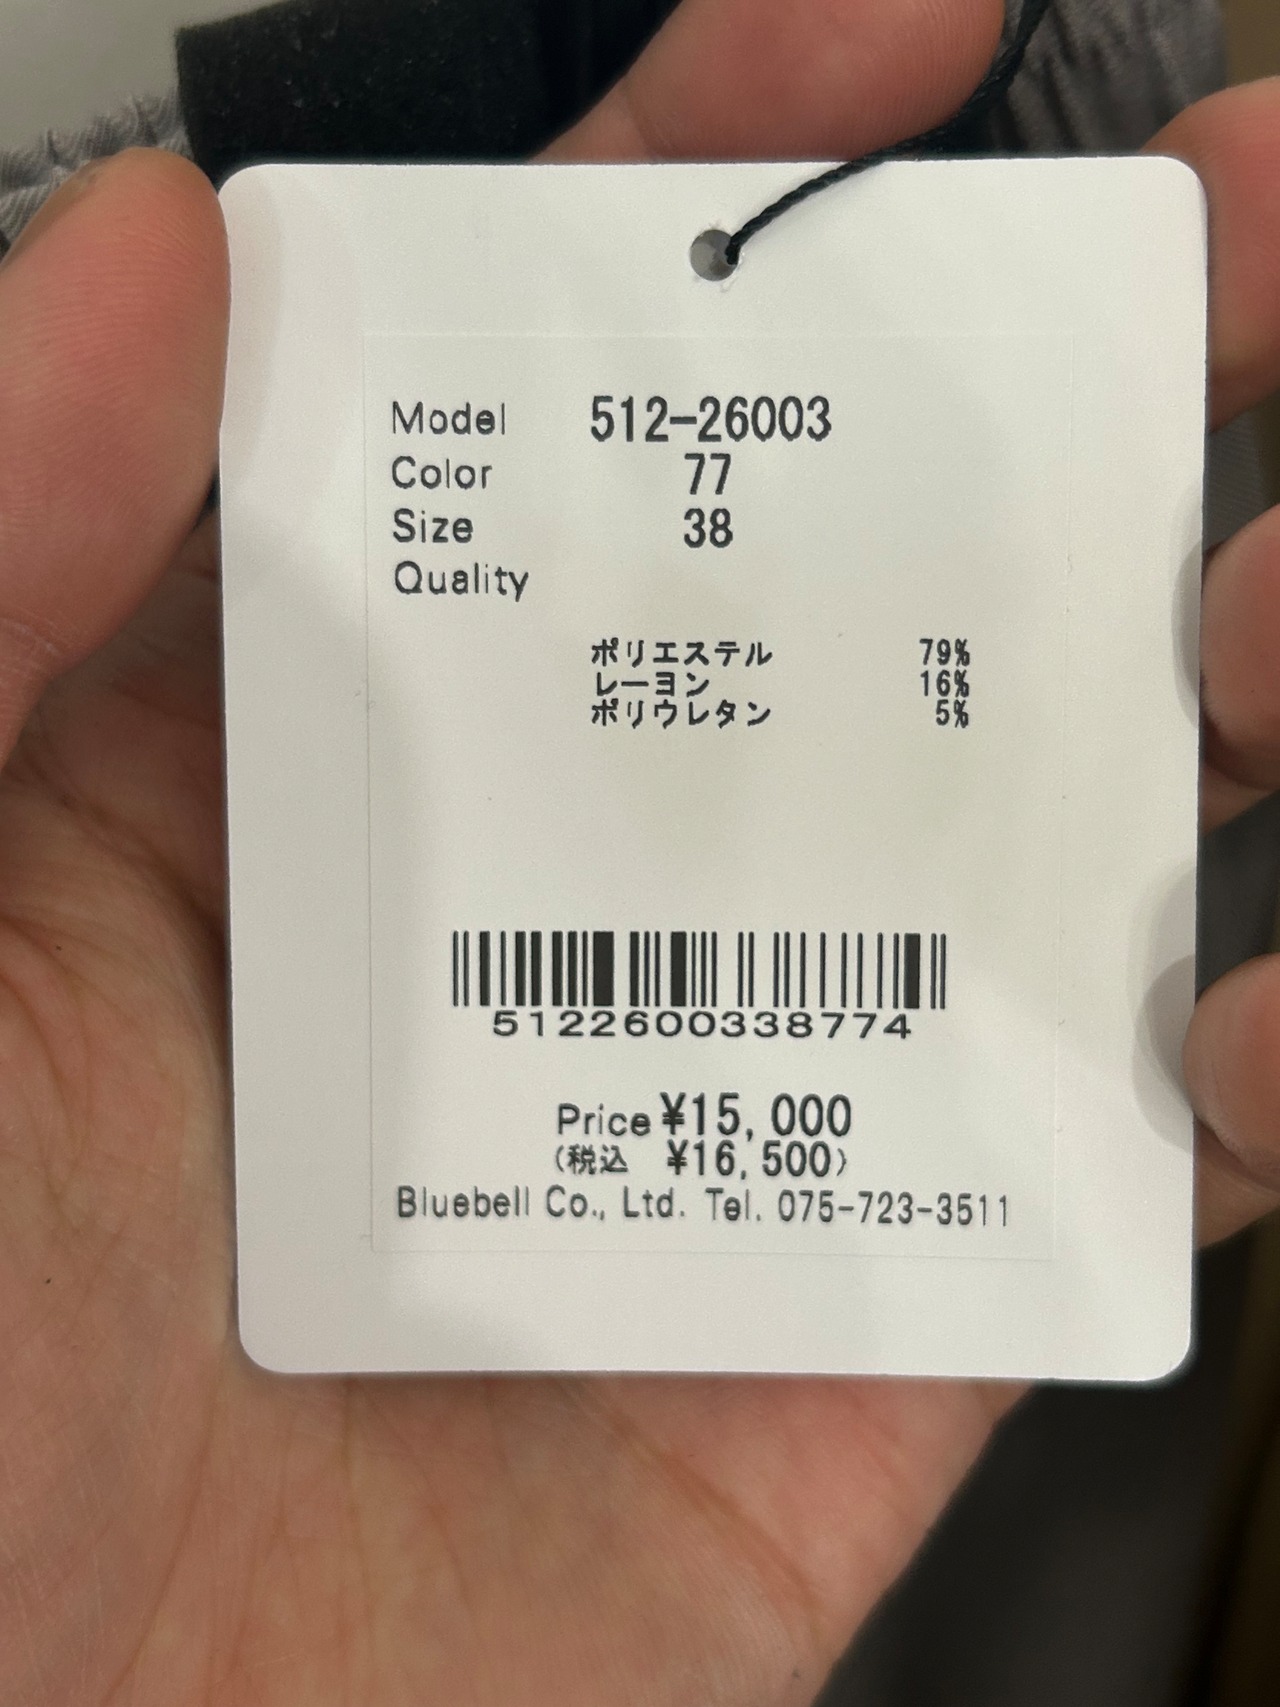 Model 512-26003
Color 77
Size 38
Quality
ポリエステル 79%
レーヨン 16%
ポリウレタン 5%
5122600338774
Price ¥15,000
(税込 ¥16,500)
Bluebell Co., Ltd. Tel. 075-723-3511